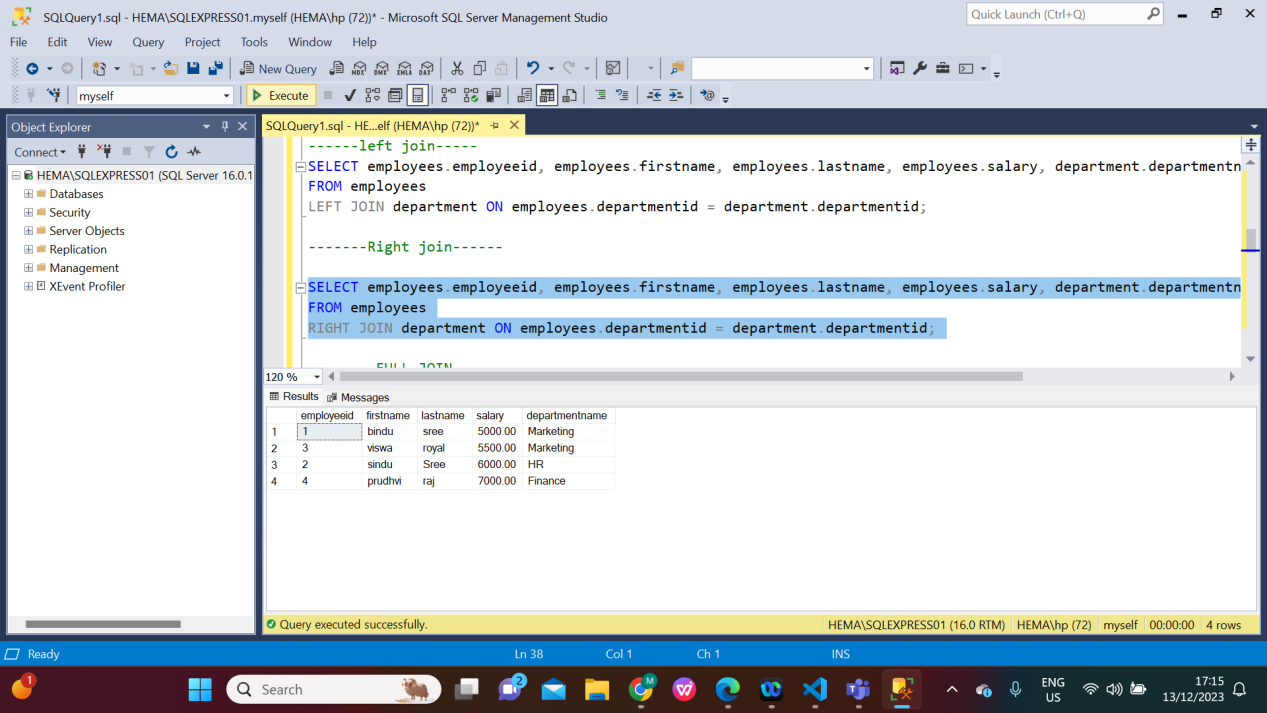 SQLQuery1.sql - HEMA\SQLEXPRESS01.myself (HEMA\hp (72))* - Microsoft SQL Server Management Studio
Quick Launch (Ctrl+Q)
File Edit View Query Project Tools Window Help
New Query
MDX DMX XMLA DAX
myself
Execute
Object Explorer
SQLQuery1.sql - HE...elf (HEMA\hp (72))*
Connect
HEMA\SQLEXPRESS01 (SQL Server 16.0.1
Databases
Security
Server Objects
Replication
Management
XEvent Profiler
------left join-----
SELECT employees.employeeid, employees.firstname, employees.lastname, employees.salary, department.departmentn
FROM employees
LEFT JOIN department ON employees.departmentid = department.departmentid;
-------Right join------
SELECT employees.employeeid, employees.firstname, employees.lastname, employees.salary, department.departmentn
FROM employees
RIGHT JOIN department ON employees.departmentid = department.departmentid;
FULL JOIN
120 %
Results Messages
employeeid firstname lastname salary departmentname
1 1 bindu sree 5000.00 Marketing
2 3 viswa royal 5500.00 Marketing
3 2 sindu Sree 6000.00 HR
4 4 prudhvi raj 7000.00 Finance
Query executed successfully.
HEMA\SQLEXPRESS01 (16.0 RTM) HEMA\hp (72) myself 00:00:00 4 rows
Ready Ln 38 Col 1 Ch 1 INS
1
Search
2
M
ENG
US
17:15
13/12/2023